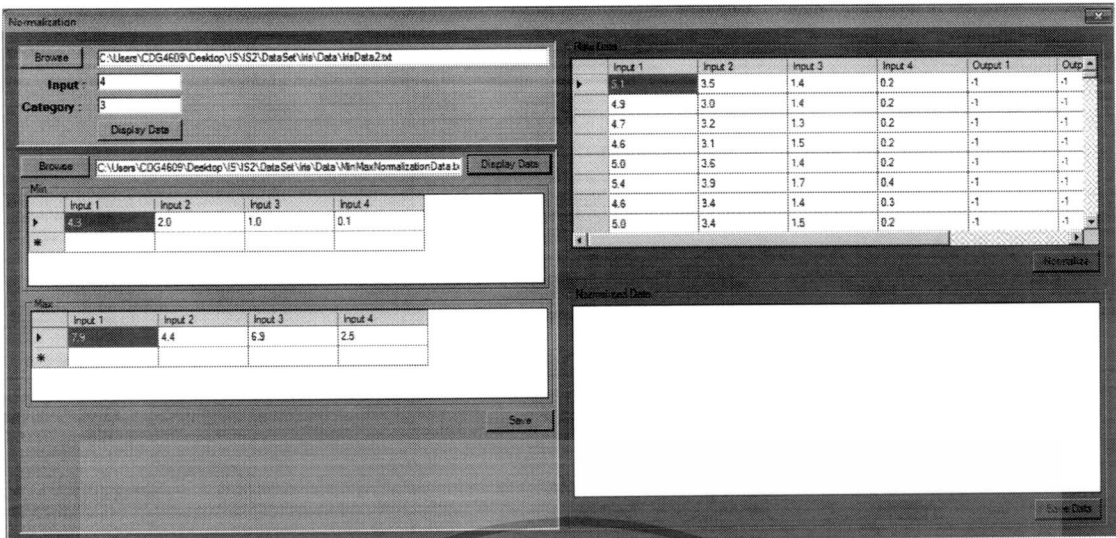 Normalization
Browse C:\Users\CDG4609\Desktop\IS\IS2\DataSet\Iris\Data\IrisData2.txt
Input : 4
Category : 3
Display Data
Browse C:\Users\CDG4609\Desktop\IS\IS2\DataSet\Iris\Data\MinMaxNormalizationData.tx Display Data
Min
Input 1 Input 2 Input 3 Input 4
4.3 2.0 1.0 0.1
Max
Input 1 Input 2 Input 3 Input 4
7.9 4.4 6.9 2.5
Save
Raw Data
Input 1 Input 2 Input 3 Input 4 Output 1 Outp
5.1 3.5 1.4 0.2 -1 -1
4.9 3.0 1.4 0.2 -1 -1
4.7 3.2 1.3 0.2 -1 -1
4.6 3.1 1.5 0.2 -1 -1
5.0 3.6 1.4 0.2 -1 -1
5.4 3.9 1.7 0.4 -1 -1
4.6 3.4 1.4 0.3 -1 -1
5.0 3.4 1.5 0.2 -1 -1
Normalize
Normalized Data
Save Data